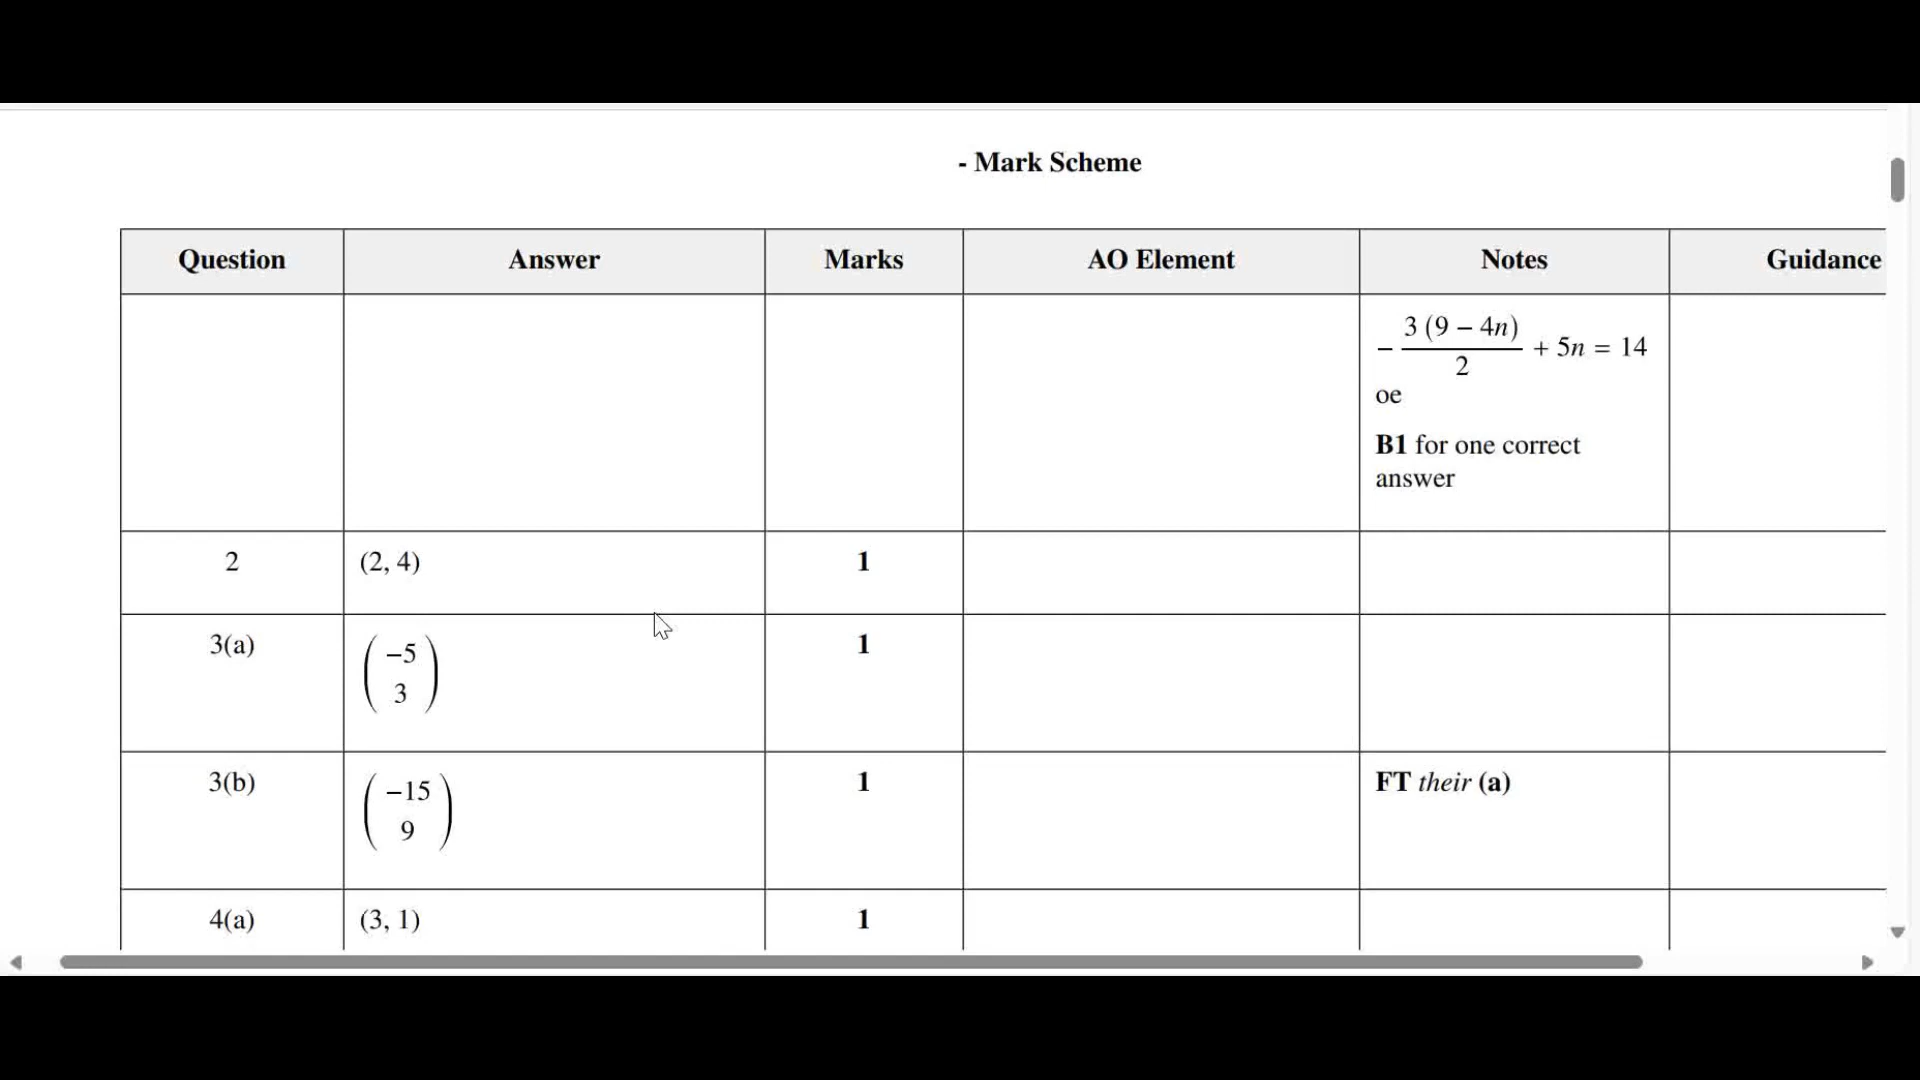 - Mark Scheme
Question Answer Marks AO Element Notes Guidance
− 3 (9 − 4n) / 2 + 5n = 14
oe
B1 for one correct
answer
2 (2, 4) 1
3(a) (−5 3) 1
3(b) (−15 9) 1 FT their (a)
4(a) (3, 1) 1